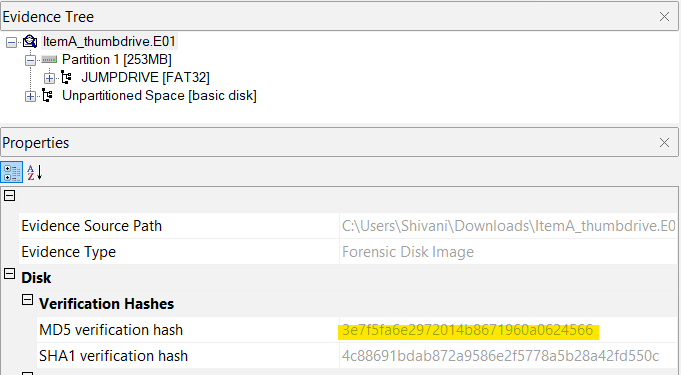 Evidence Tree
ItemA_thumbdrive.E01
Partition 1 [253MB]
JUMPDRIVE [FAT32]
Unpartitioned Space [basic disk]
Properties
Evidence Source Path C:\Users\Shivani\Downloads\ItemA_thumbdrive.E0
Evidence Type Forensic Disk Image
Disk
Verification Hashes
MD5 verification hash 3e7f5fa6e2972014b8671960a0624566
SHA1 verification hash 4c88691bdab872a9586e2f5778a5b28a42fd550c